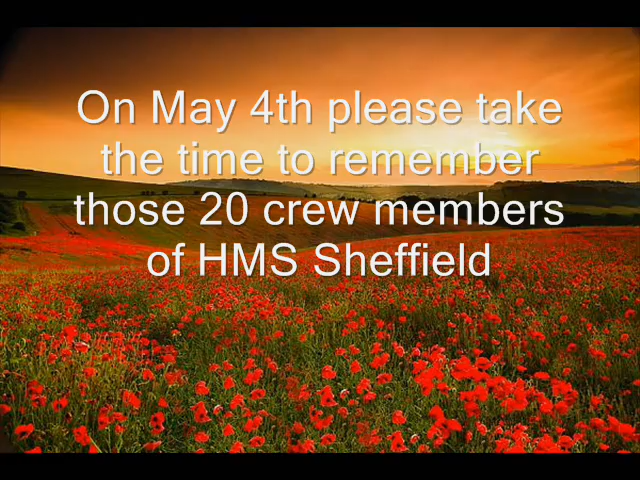 On May 4th please take
the time to remember
those 20 crew members
of HMS Sheffield